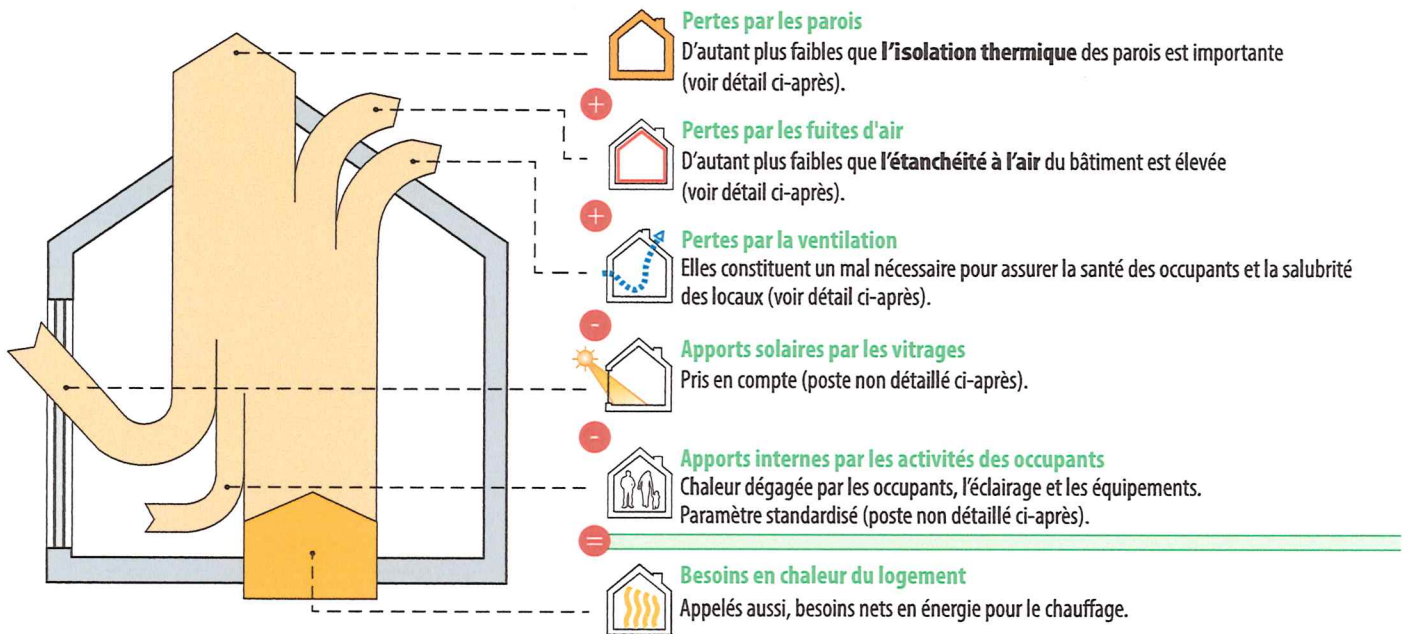 Pertes par les parois
D'autant plus faibles que l'isolation thermique des parois est importante
(voir détail ci-après).
+
Pertes par les fuites d'air
D'autant plus faibles que l'étanchéité à l'air du bâtiment est élevée
(voir détail ci-après).
+
Pertes par la ventilation
Elles constituent un mal nécessaire pour assurer la santé des occupants et la salubrité
des locaux (voir détail ci-après).
-
Apports solaires par les vitrages
Pris en compte (poste non détaillé ci-après).
-
Apports internes par les activités des occupants
Chaleur dégagée par les occupants, l'éclairage et les équipements.
Paramètre standardisé (poste non détaillé ci-après).
=
Besoins en chaleur du logement
Appelés aussi, besoins nets en énergie pour le chauffage.